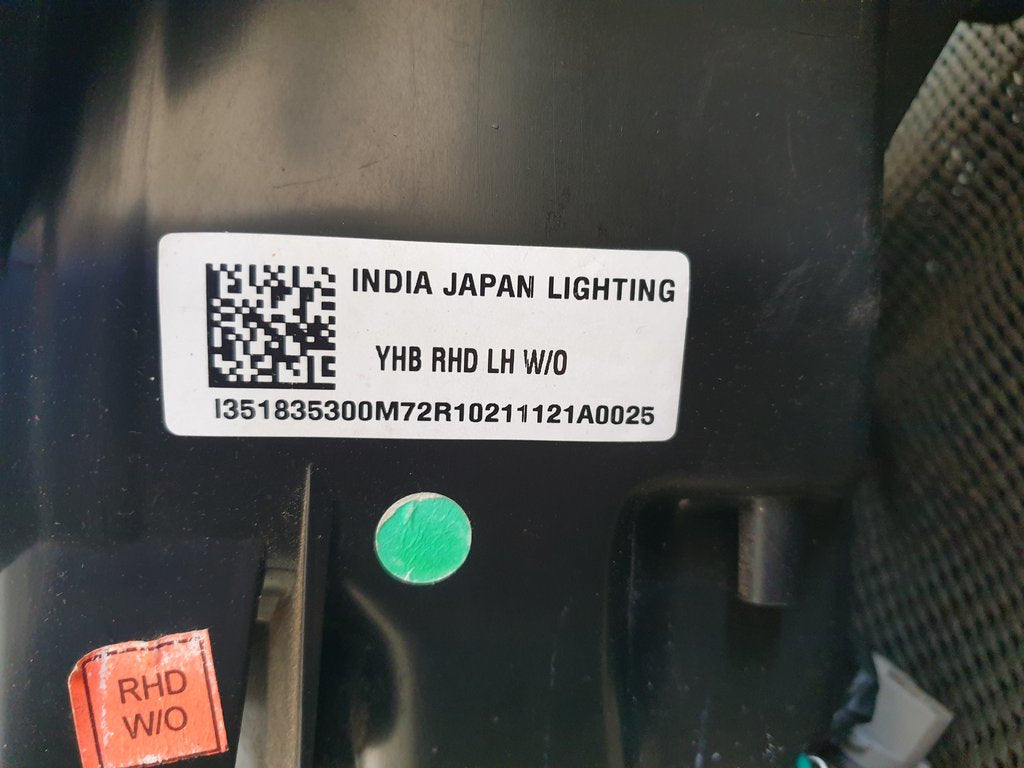 INDIA JAPAN LIGHTING
YHB RHD LH W/O
I351835300M72R10211121A0025
RHD
W/O